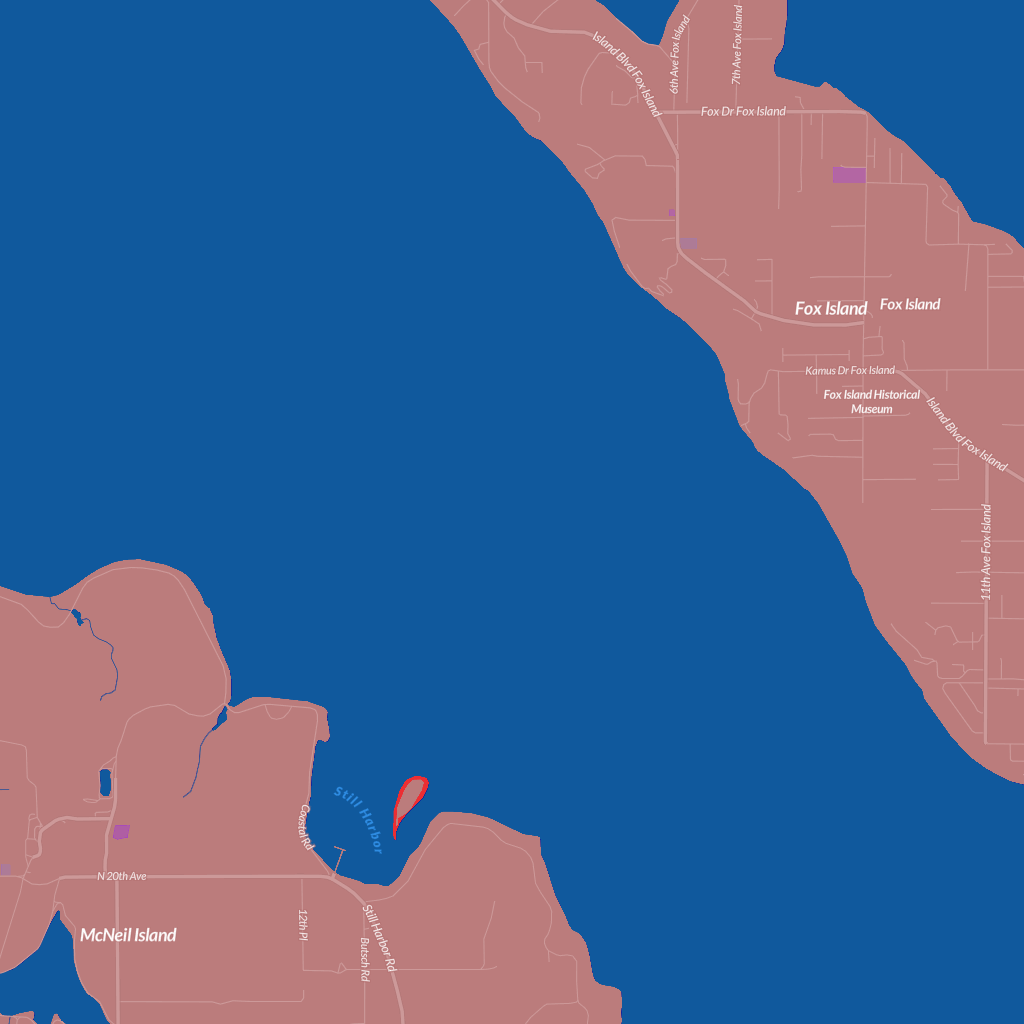 6th Ave Fox Island
7th Ave Fox Island
Island Blvd Fox Island
Fox Dr Fox Island
Fox Island
Fox Island
Kamus Dr Fox Island
Fox Island Historical
Museum
Island Blvd Fox Island
11th Ave Fox Island
Still Harbor
Coastal Rd
N 20th Ave
McNeil Island
12th Pl
Still Harbor Rd
Butsch Rd